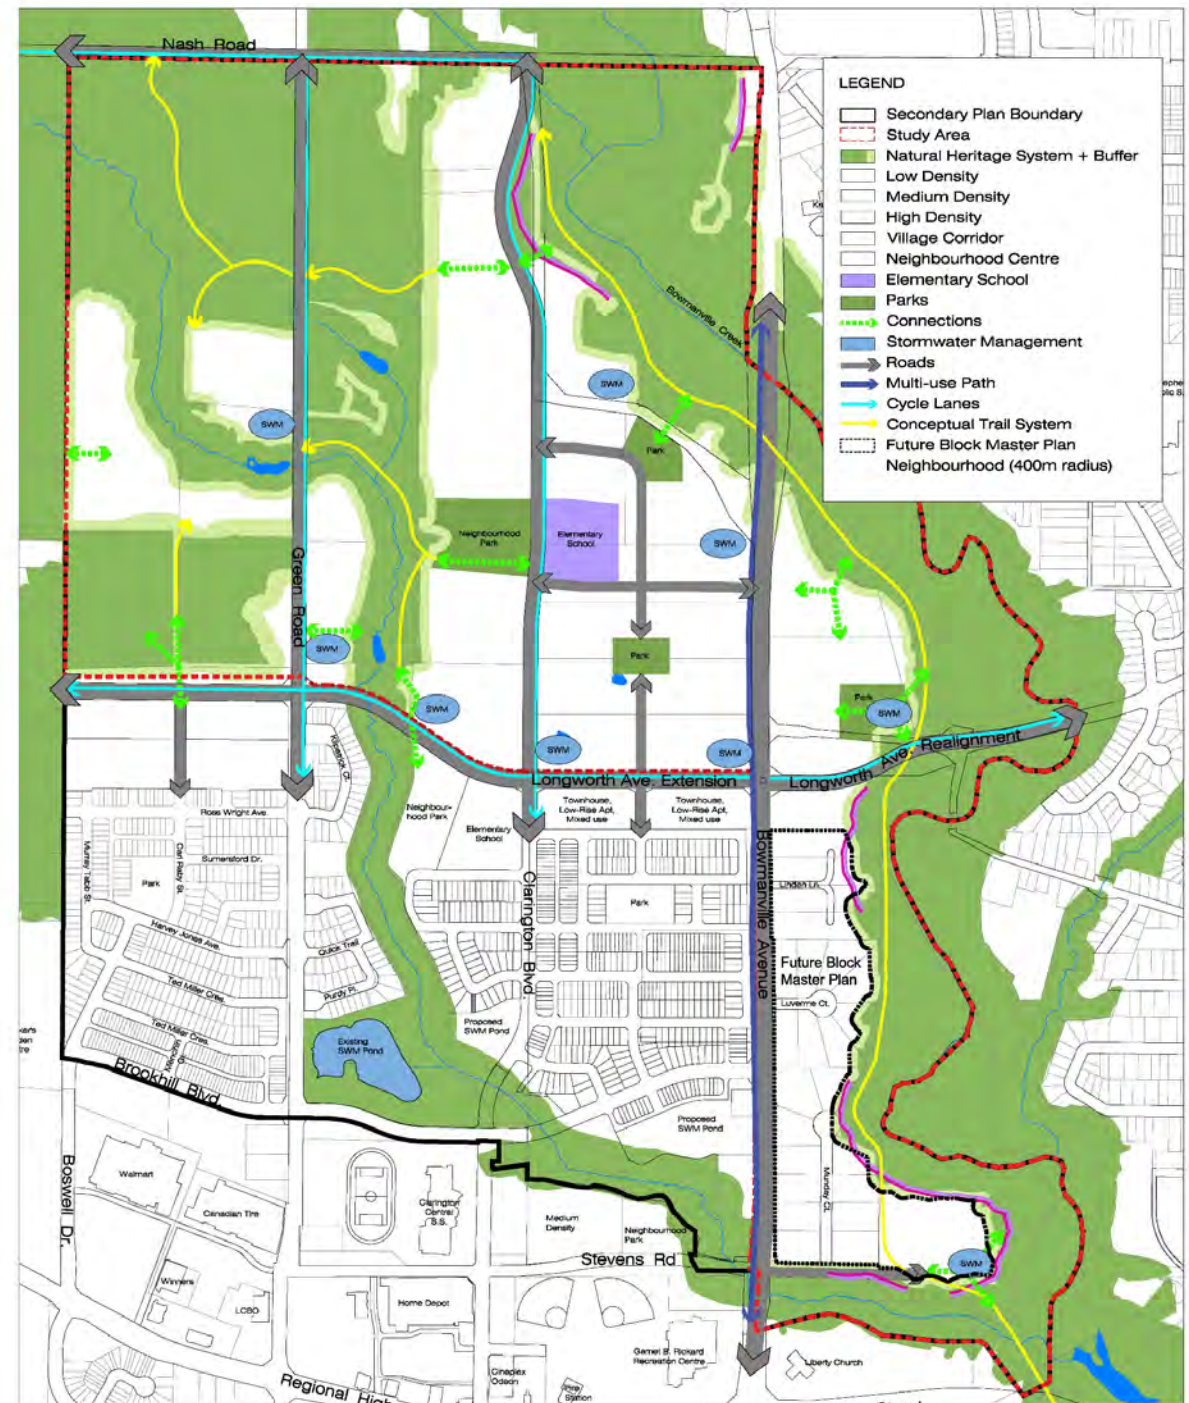 Nash Road
LEGEND
Secondary Plan Boundary
Study Area
Natural Heritage System + Buffer
Low Density
Medium Density
High Density
Village Corridor
Neighbourhood Centre
Elementary School
Parks
Connections
Stormwater Management
Roads
Multi-use Path
Cycle Lanes
Conceptual Trail System
Future Block Master Plan
Neighbourhood (400m radius)
Bowmanville Creek
SWM
SWM
Park
Neighbourhood
Park
Elementary
School
SWM
Green Road
SWM
Park
SWM
Park
SWM
SWM
SWM
Longworth Ave. Extension
Longworth Ave. Realignment
Ross Wright Ave.
Neighbour-
hood Park
Elementary
School
Townhouse,
Low-Rise Apt,
Mixed use
Townhouse,
Low-Rise Apt,
Mixed use
Sumersford Dr.
Park
Park
Clarington Blvd.
Bowmanville Avenue
Linden Ln.
Harvey Jones Ave.
Quick Trail
Ted Miller Cres.
Purdy Pl.
Future Block
Master Plan
Luverme Ct.
Ted Miller Cres.
Proposed
SWM Pond
Existing
SWM Pond
Brookhill Blvd.
Proposed
SWM Pond
Munday Ct.
Boswell Dr.
Walmart
Canadian Tire
Clarington
Central
S.S.
Medium
Density
Neighbourhood
Park
Stevens Rd
SWM
Winners
LCBO
Home Depot
Garnet B. Rickard
Recreation Centre
Liberty Church
Cineplex
Odeon
Fire
Station
Regional High